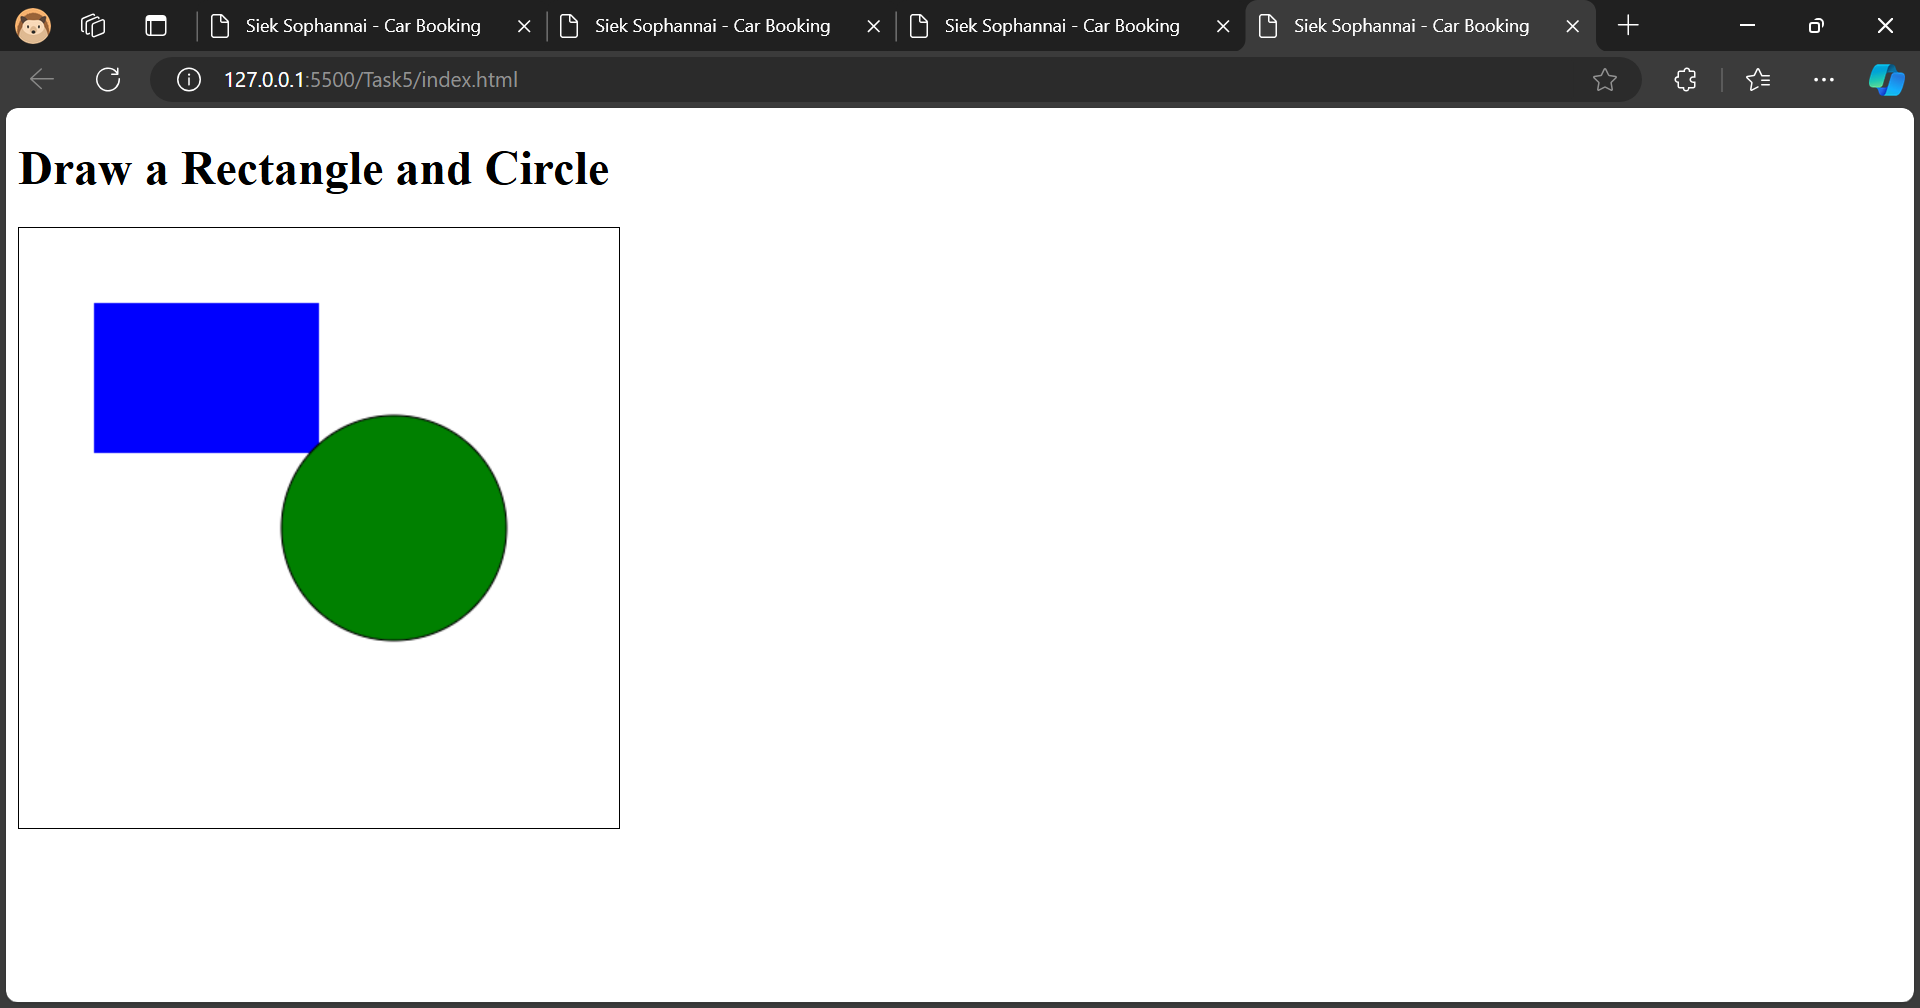 Siek Sophannai - Car Booking
Siek Sophannai - Car Booking
Siek Sophannai - Car Booking
Siek Sophannai - Car Booking
127.0.0.1:5500/Task5/index.html
Draw a Rectangle and Circle